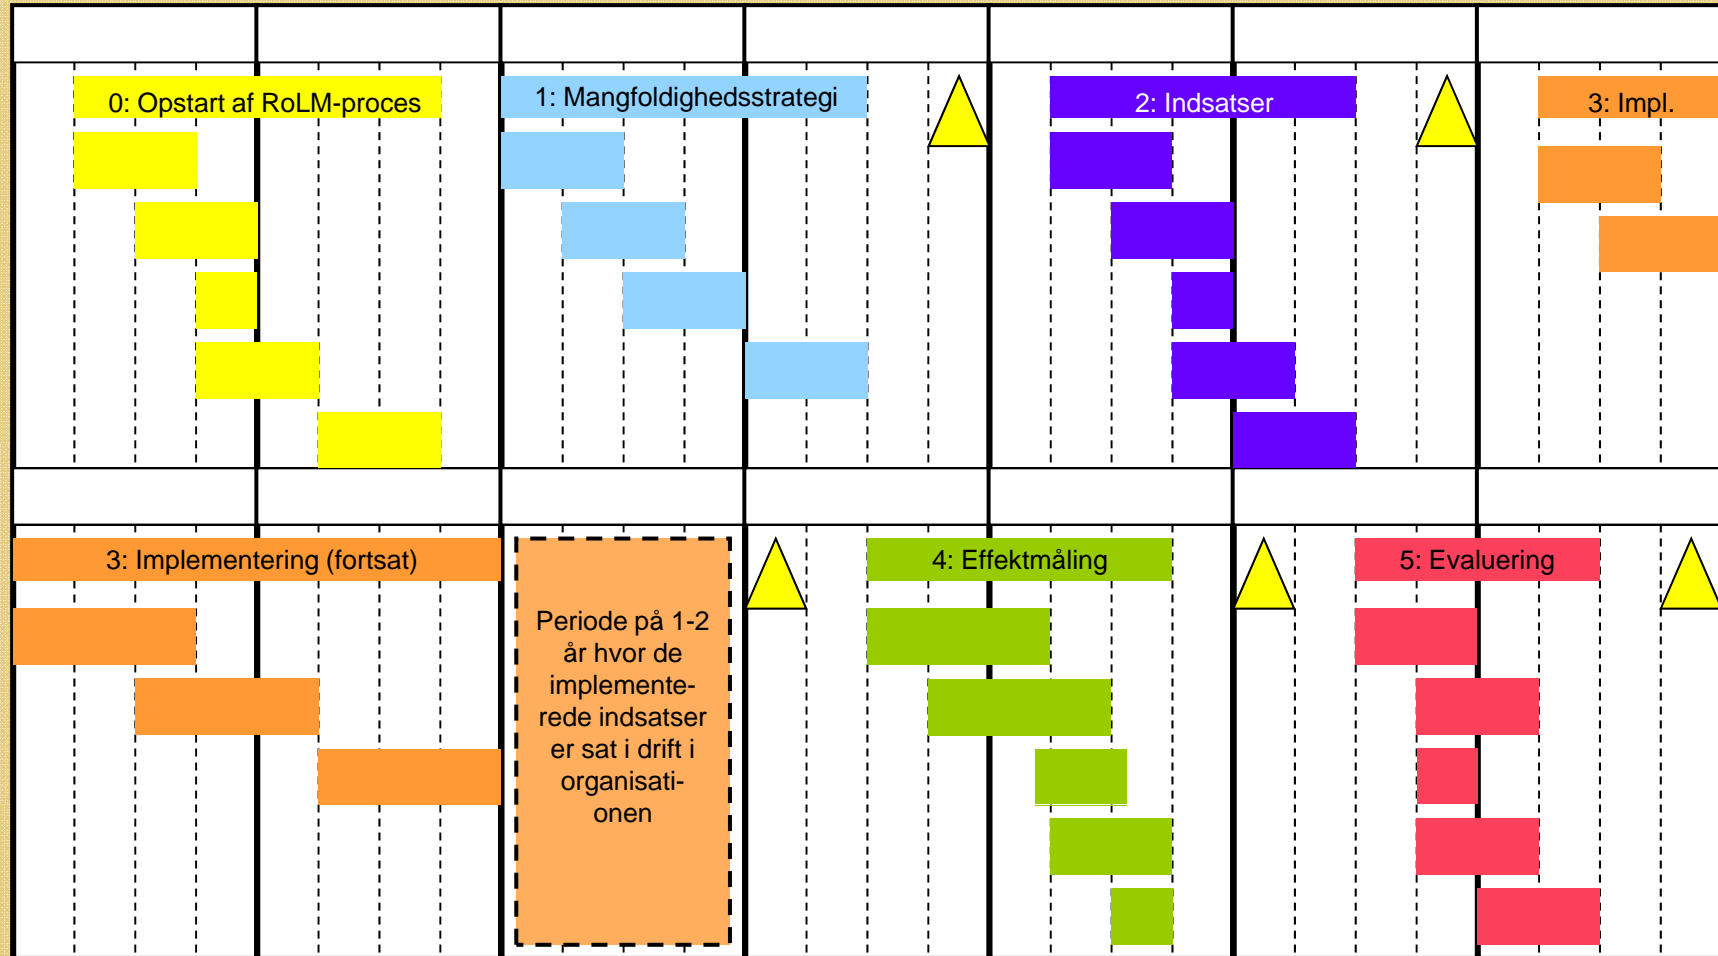 0: Opstart af RoLM-proces
1: Mangfoldighedsstrategi
2: Indsatser
3: Impl.
3: Implementering (fortsat)
Periode på 1-2
år hvor de
implemente-
rede indsatser
er sat i drift i
organisati-
onen
4: Effektmåling
5: Evaluering